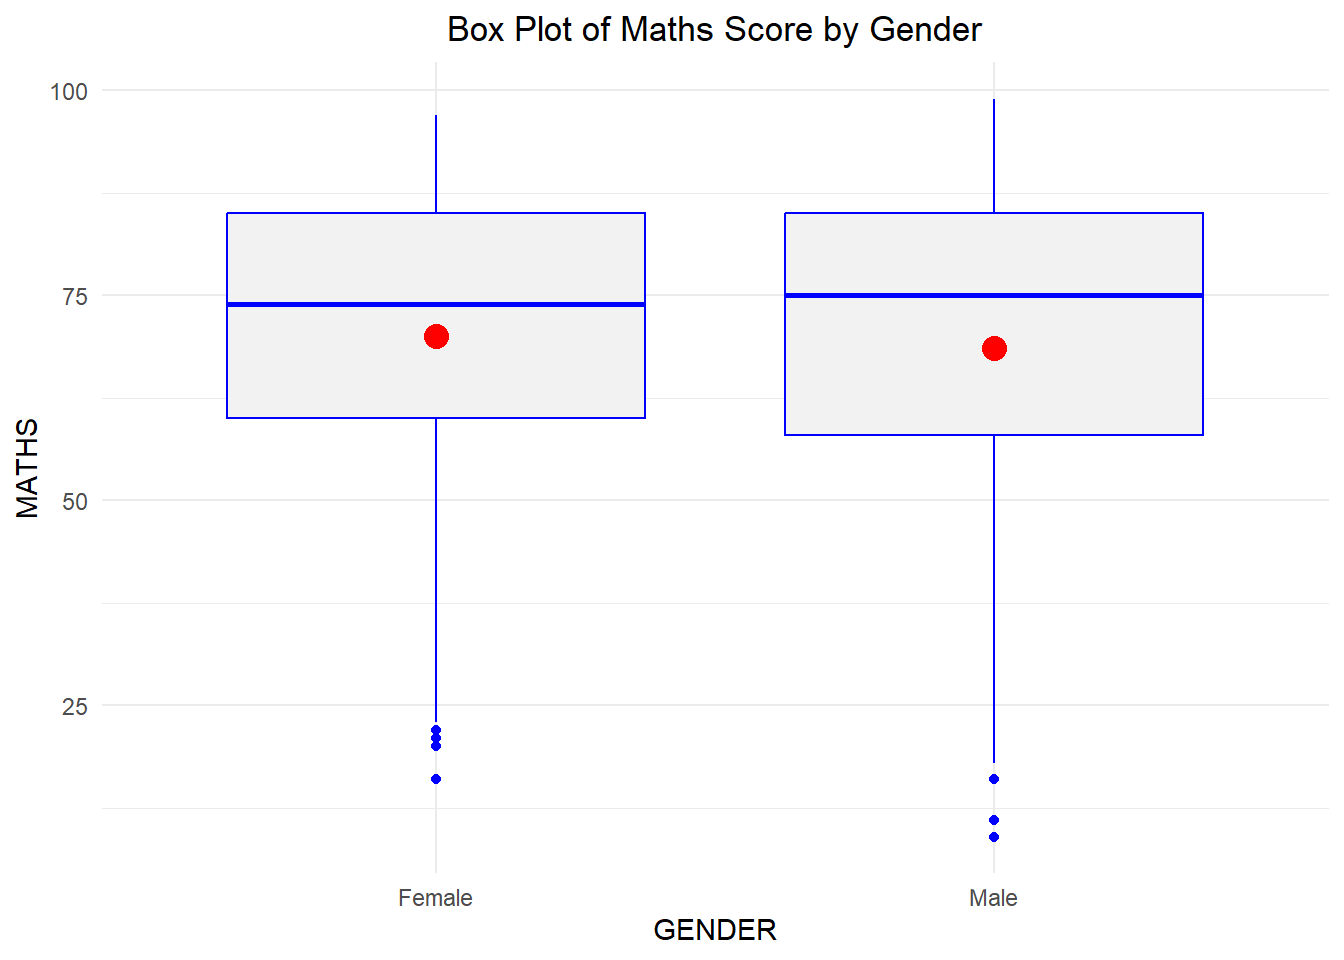 Box Plot of Maths Score by Gender
100
75
50
25
MATHS
Female
Male
GENDER